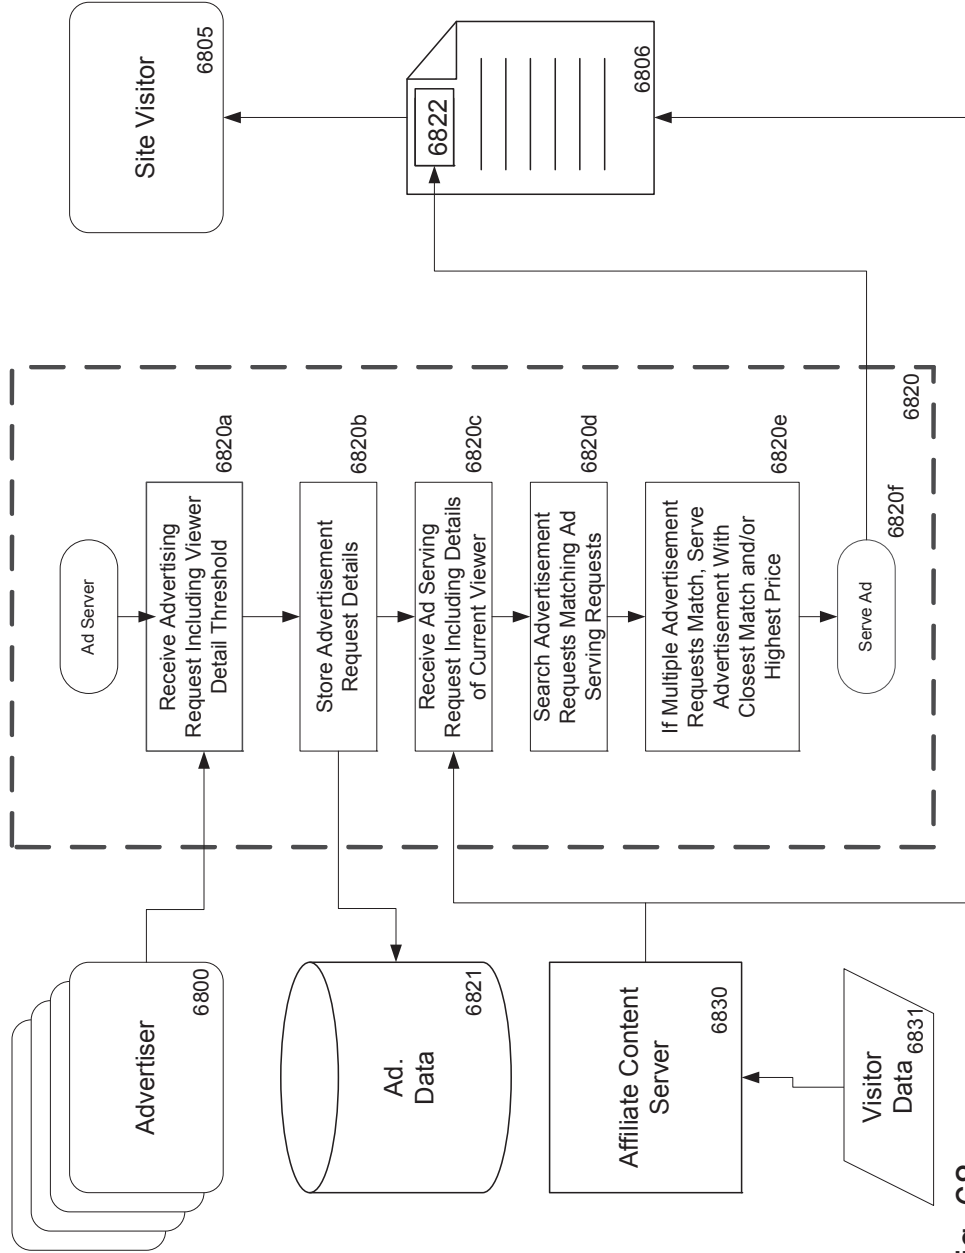 Advertiser
6800
Ad.
Data
6821
Affiliate Content
Server
6830
Visitor
Data
6831
Ad Server
Receive Advertising
Request Including Viewer
Detail Threshold
6820a
Store Advertisement
Request Details
6820b
Receive Ad Serving
Request Including Details
of Current Viewer
6820c
Search Advertisement
Requests Matching Ad
Serving Requests
6820d
If Multiple Advertisement
Requests Match, Serve
Advertisement With
Closest Match and/or
Highest Price
6820e
Serve Ad
6820f
6820
Site Visitor
6805
6822
6806